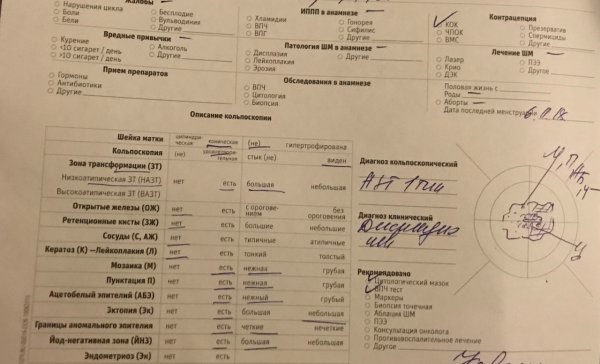 Жалобы
Нарушения цикла
Боли
Бели
Бесплодие
Вульводиния
Другие
Вредные привычки —
Курение
<10 сигарет / день
>10 сигарет / день
Алкоголь
Другие
Прием препаратов
Гормоны
Антибиотики
Другие
ИППП в анамнезе —
Хламидии
ВПЧ
ВПГ
Гонорея
Сифилис
Другие
Патология ШМ в анамнезе —
Дисплазия
Лейкоплакия
Эрозия
Полип
Другие
Обследования в анамнезе
ВПЧ
Цитология
Биопсия
Контрацепция
КОК
ЧПОК
ВМС
Презерватив
Спермициды
Другие
Лечение ШМ —
Лазер
Крио
ДЭК
ПЭЭ
Другие
Половая жизнь с
Роды —
Аборты —
Дата последней менструации
Описание кольпоскопии
Шейка матки цилиндрическая коническая (не) гипертрофирована
Кольпоскопия (не) удовлетворительная стык (не) виден
Зона трансформации (ЗТ)
Низкоатипическая ЗТ (НАЗТ) нет есть большая небольшая
Высокоатипическая ЗТ (ВАЗТ)
Открытые железы (ОЖ) нет есть с ороговением без ороговения
Ретенционные кисты (ЗЖ) нет есть большие небольшие
Сосуды (С, АЖ) нет есть типичные атипичные
Кератоз (К) —Лейкоплакия (Л) нет есть тонкий толстый
Мозаика (М) нет есть нежная грубая
Пунктация (П) нет есть нежная грубая
Ацетобелый эпителий (АБЭ) нет есть нежный грубый
Эктопия (Эк) нет есть большая небольшая
Границы аномального эпителия нет есть четкие нечеткие
Йод-негативная зона (ЙНЗ) нет есть большая небольшая
Эндометриоз (Эк) нет есть
Диагноз кольпоскопический
Диагноз клинический
Рекомендовано
Цитологический мазок
ВПЧ тест
Маркеры
Биопсия точечная
Абляция ШМ
ПЭЭ
Консультация онколога
Противовоспалительное лечение
Другое